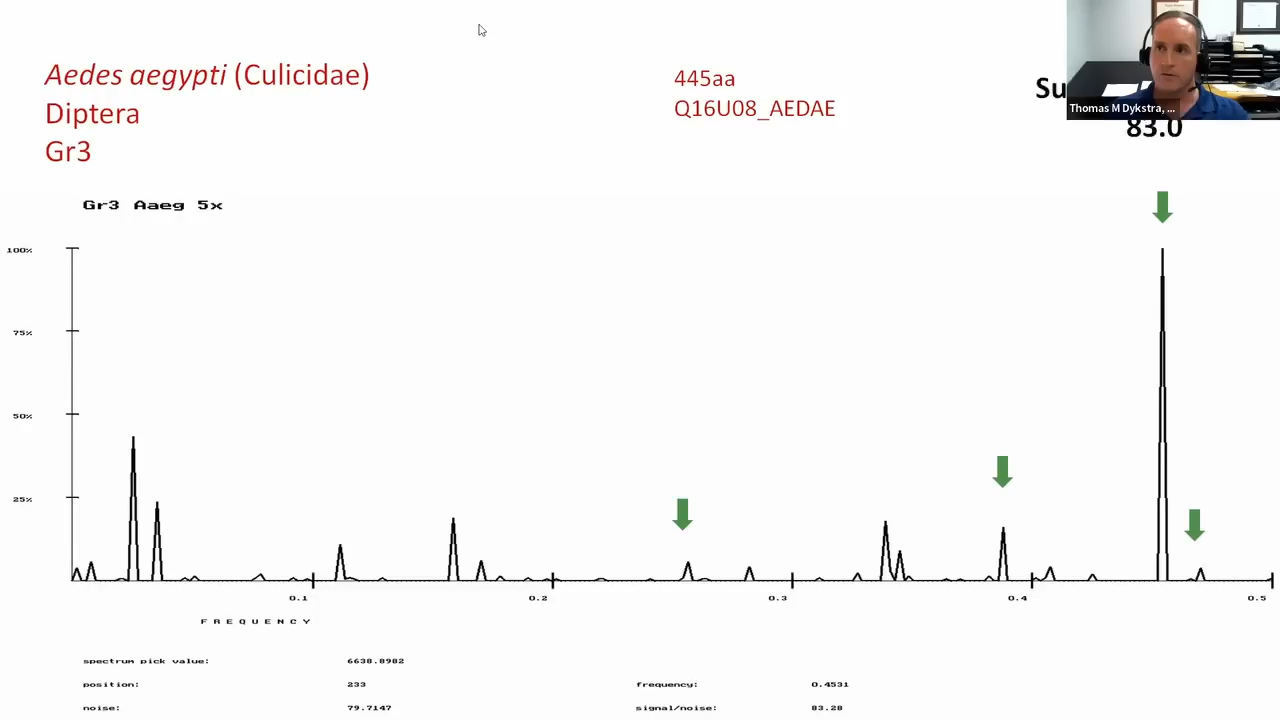 Aedes aegypti (Culicidae)
Diptera
Gr3
445aa
Q16U08_AEDAE
Su
83.0
Thomas M Dykstra, ...
Gr3 Aaeg 5x
100%
75%
50%
25%
0.1 0.2 0.3 0.4 0.5
FREQUENCY
spectrum pick value: 6638.8982
position: 233 frequency: 0.4531
noise: 79.7147 signal/noise: 83.28